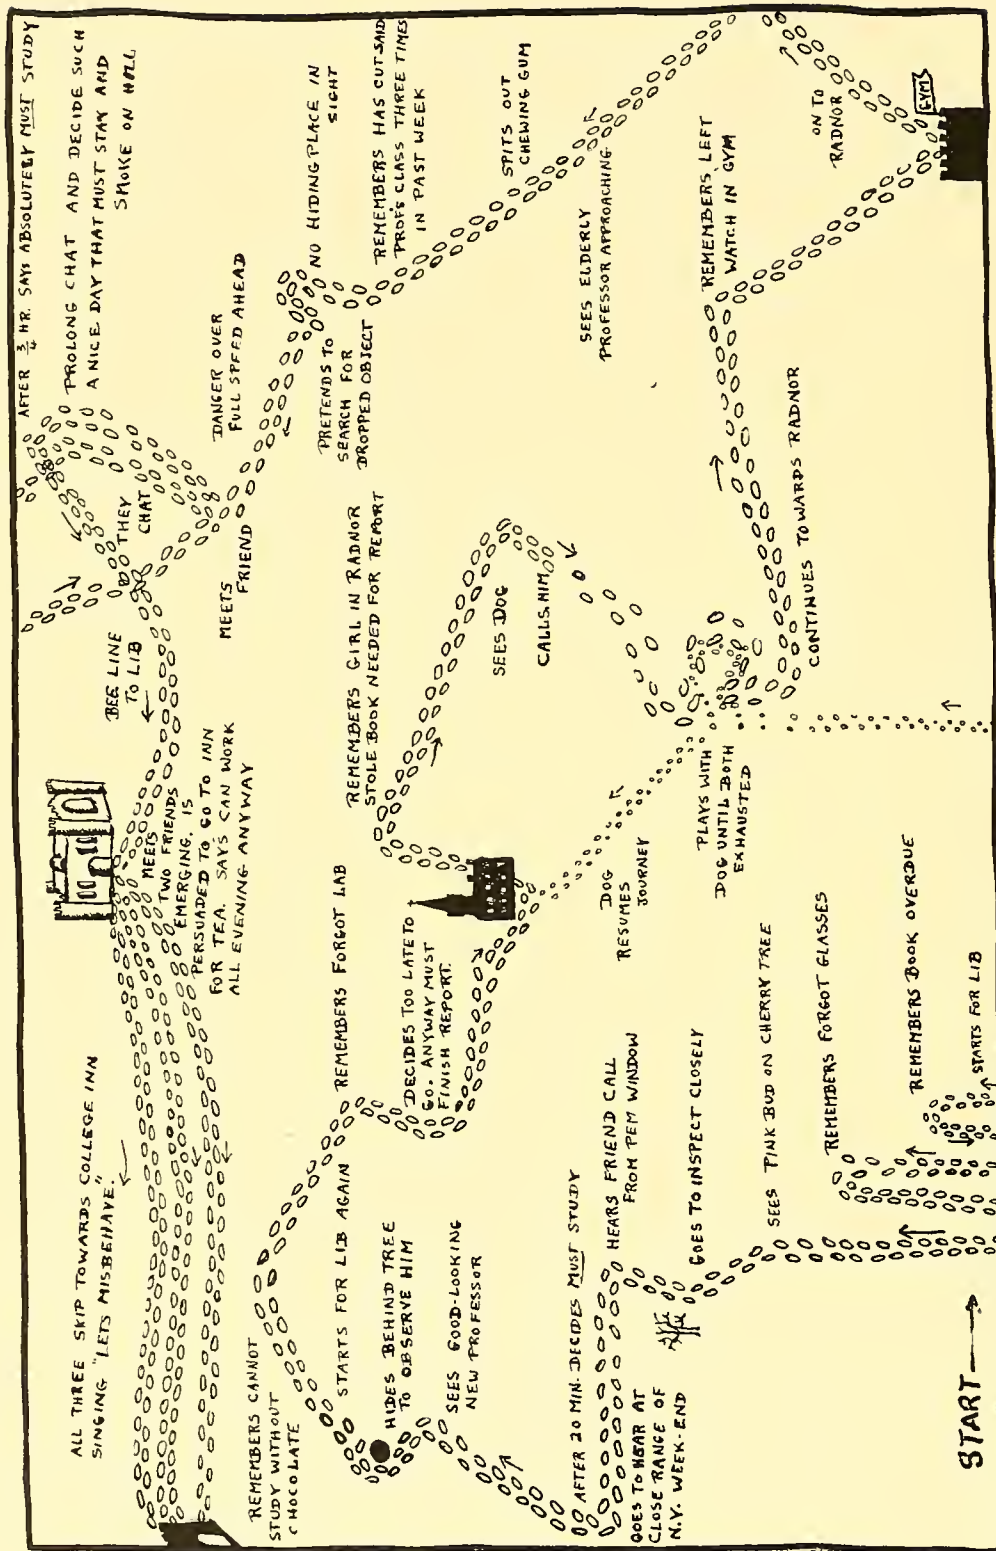 START
STARTS FOR LIB
REMEMBERS BOOK OVERDUE
REMEMBERS FORGOT GLASSES
SEES PINK BUD ON CHERRY TREE
GOES TO INSPECT CLOSELY
HEARS FRIEND CALL
FROM PEM WINDOW
GOES TO HEAR AT
CLOSE RANGE OF
N.Y. WEEK-END
AFTER 20 MIN. DECIDES MUST STUDY
SEES GOOD-LOOKING
NEW PROFESSOR
HIDES BEHIND TREE
TO OBSERVE HIM
STARTS FOR LIB AGAIN
REMEMBERS CANNOT
STUDY WITHOUT
CHOCOLATE
REMEMBERS FORGOT LAB
DECIDES TOO LATE TO
GO. ANYWAY MUST
FINISH REPORT.
REMEMBERS GIRL IN RADNOR
STOLE BOOK NEEDED FOR REPORT
SEES DOG
CALLS HIM
PLAYS WITH
DOG UNTIL BOTH
EXHAUSTED
DOG
RESUMES
JOURNEY
CONTINUES TOWARDS RADNOR
REMEMBERS LEFT
WATCH IN GYM
GYM
ON TO
RADNOR
SEES ELDERLY
PROFESSOR APPROACHING
SPITS OUT
CHEWING GUM
REMEMBERS HAS CUT SAID
PROF'S CLASS THREE TIMES
IN PAST WEEK
NO HIDING PLACE IN
SIGHT
PRETENDS TO
SEARCH FOR
DROPPED OBJECT
DANGER OVER
FULL SPEED AHEAD
MEETS
FRIEND
THEY
CHAT
PROLONG CHAT AND DECIDE SUCH
A NICE DAY THAT MUST STAY AND
SMOKE ON HILL
AFTER 3/4 HR. SAYS ABSOLUTELY MUST STUDY
BEE LINE
TO LIB
MEETS
TWO FRIENDS
EMERGING. IS
PERSUADED TO GO TO INN
FOR TEA. SAYS CAN WORK
ALL EVENING ANYWAY
ALL THREE SKIP TOWARDS COLLEGE INN
SINGING "LETS MISBEHAVE."